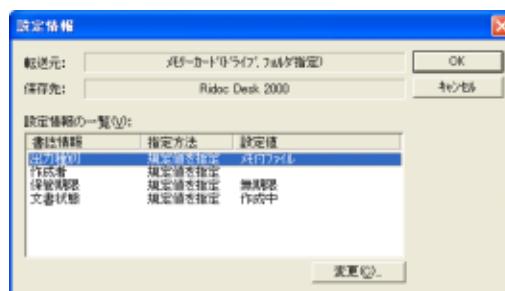 設定情報
転送元: メモリーカード(ドライブ,フォルダ指定)
OK
保存先: Ridoc Desk 2000
キャンセル
設定情報の一覧(V):
書誌情報 指定方法 設定値
出力種別 規定値を指定 添付ファイル
作成者 規定値を指定
保管期限 規定値を指定 無期限
文書状態 規定値を指定 作成中
変更(C)...